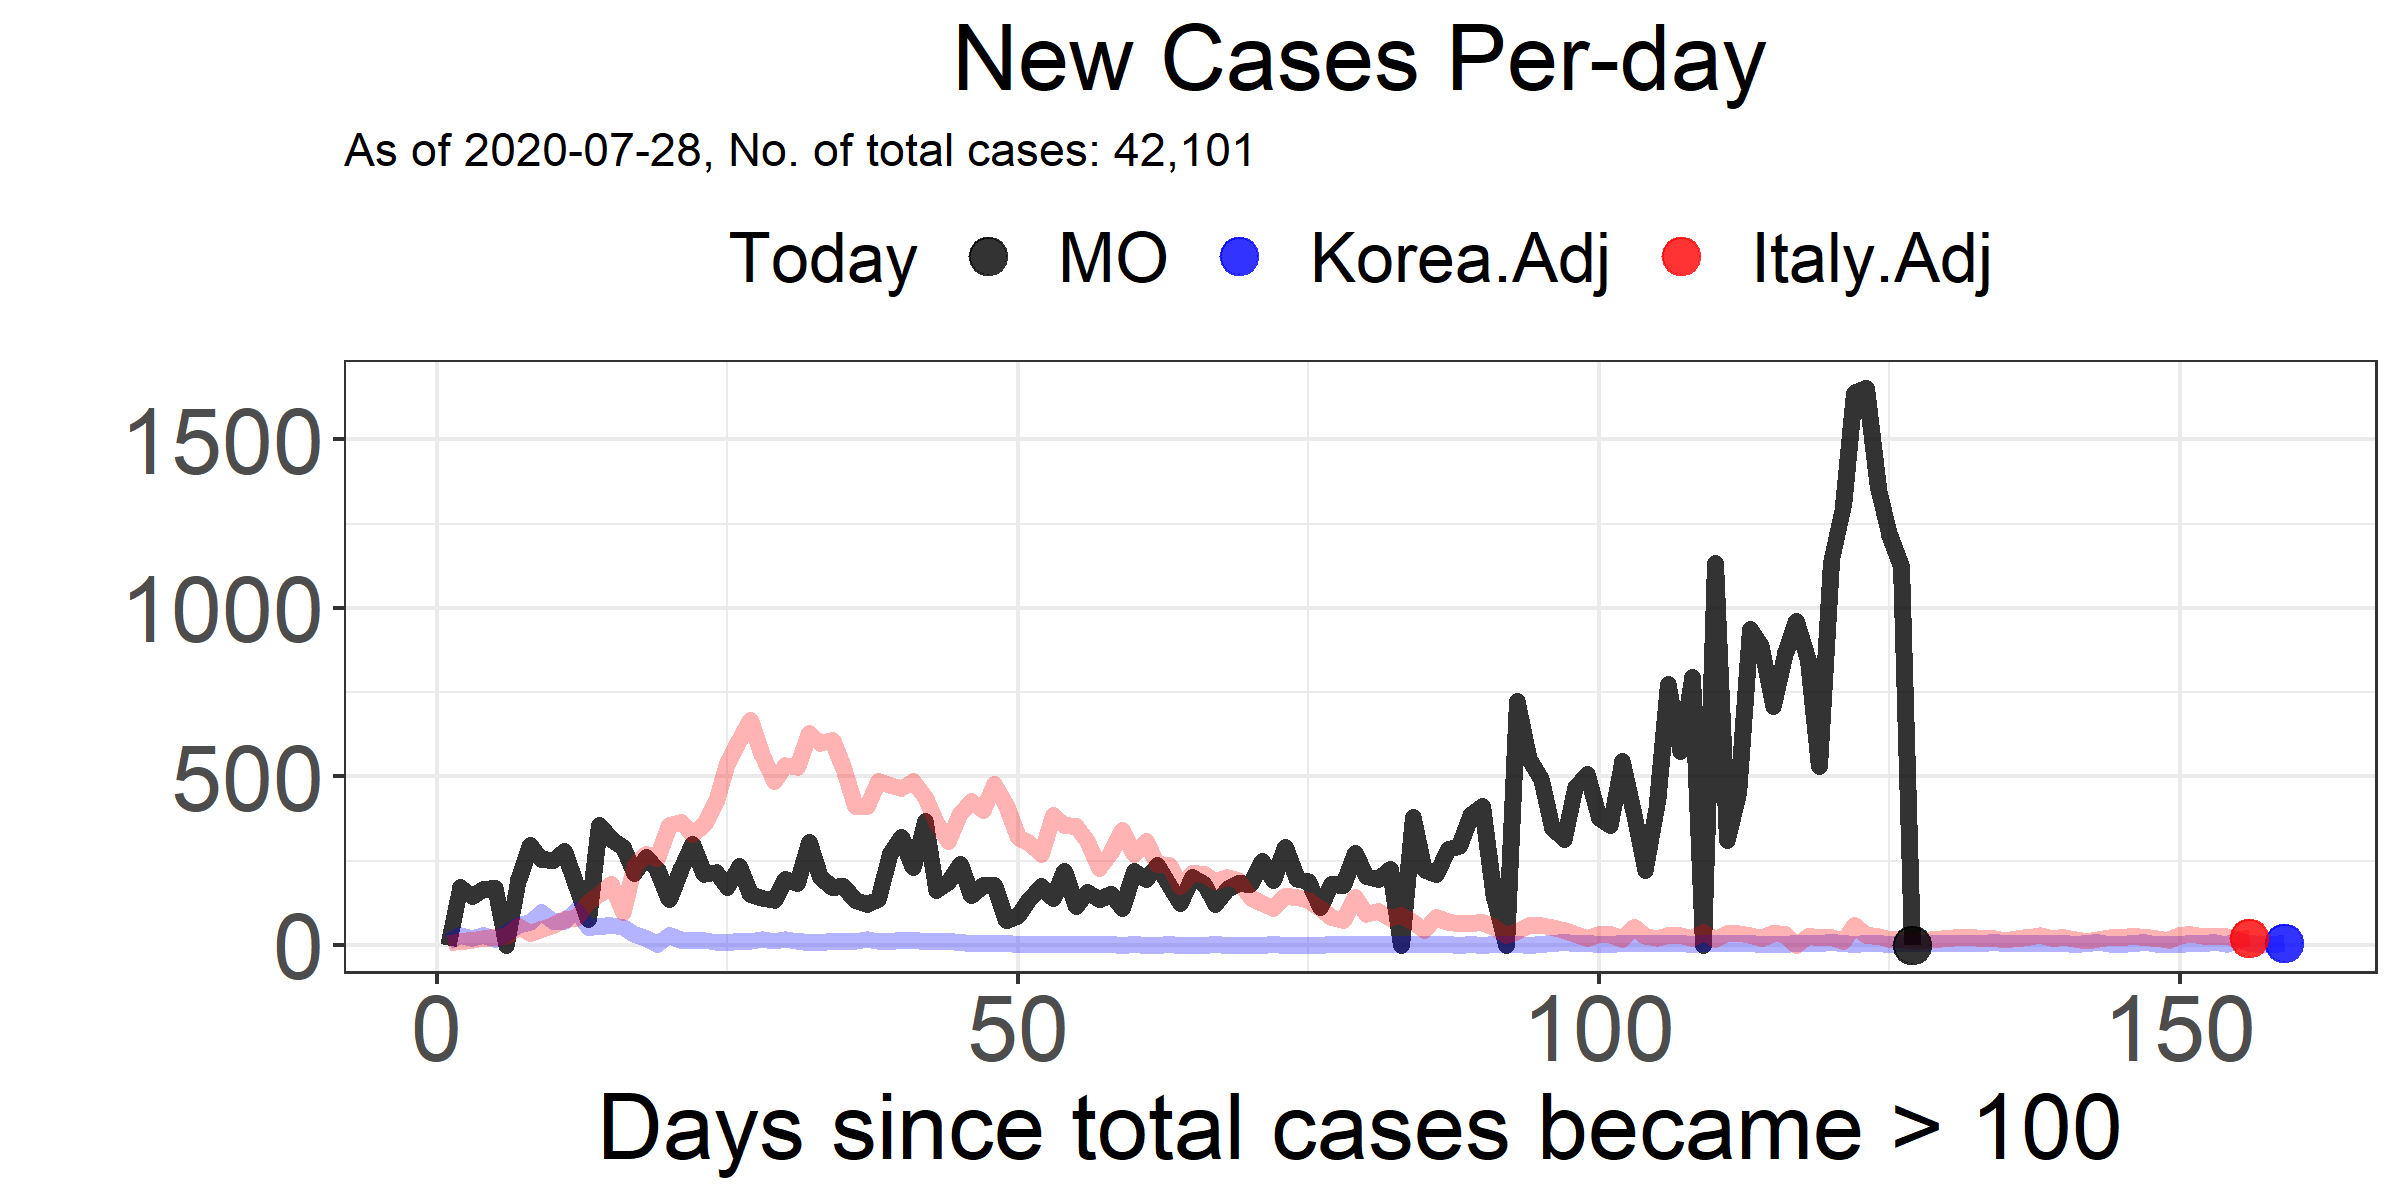 New Cases Per-day
As of 2020-07-28, No. of total cases: 42,101
Today MO Korea.Adj Italy.Adj
1500
1000
500
0
0 50 100 150
Days since total cases became > 100